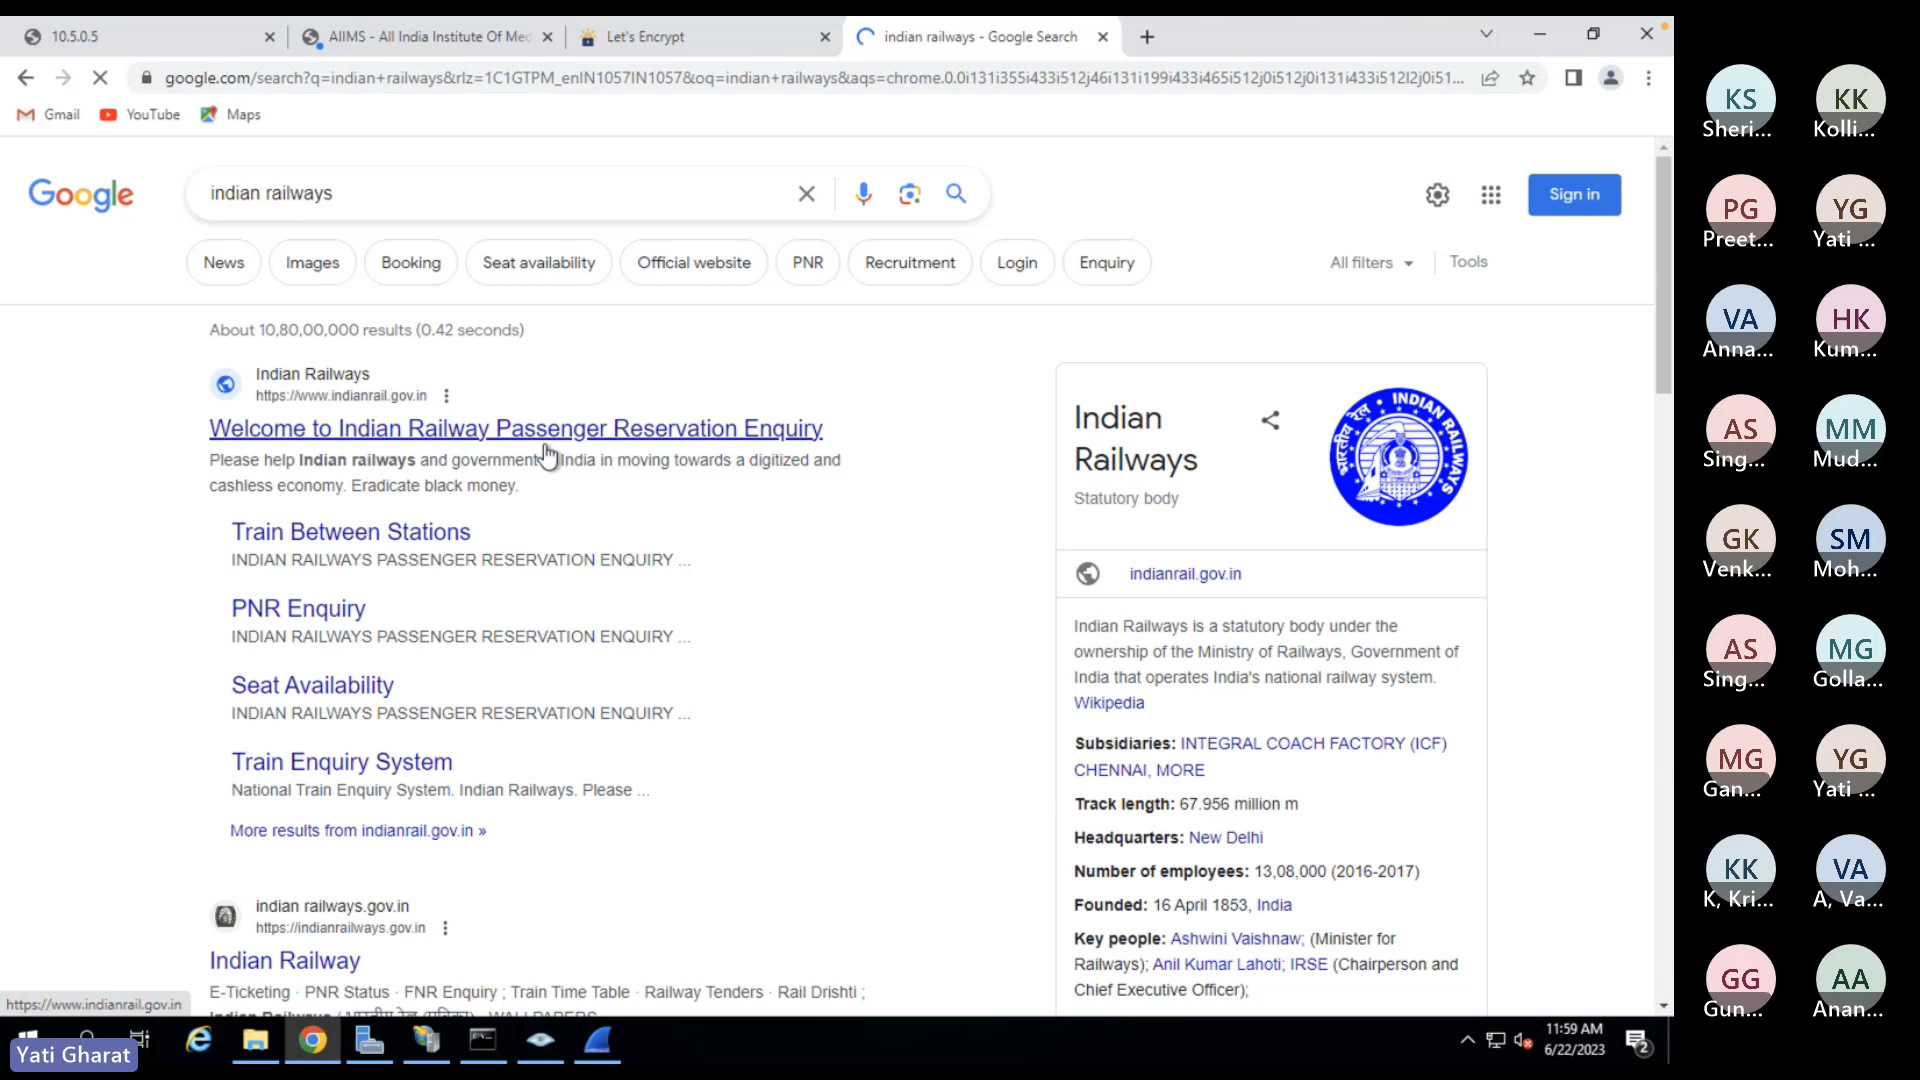 10.5.0.5
AIIMS - All India Institute Of Med
Let's Encrypt
indian railways - Google Search
google.com/search?q=indian+railways&rlz=1C1GTPM_enIN1057IN1057&oq=indian+railways&aqs=chrome.0.0i131i355i433i512j46i131i199i433i465i512j0i512j0i131i433i512l2j0i51...
Gmail
YouTube
Maps
Google
indian railways
Sign in
News
Images
Booking
Seat availability
Official website
PNR
Recruitment
Login
Enquiry
All filters
Tools
About 10,80,00,000 results (0.42 seconds)
Indian Railways
https://www.indianrail.gov.in
Welcome to Indian Railway Passenger Reservation Enquiry
Please help Indian railways and government India in moving towards a digitized and
cashless economy. Eradicate black money.
Train Between Stations
INDIAN RAILWAYS PASSENGER RESERVATION ENQUIRY ...
PNR Enquiry
INDIAN RAILWAYS PASSENGER RESERVATION ENQUIRY ...
Seat Availability
INDIAN RAILWAYS PASSENGER RESERVATION ENQUIRY ...
Train Enquiry System
National Train Enquiry System. Indian Railways. Please ...
More results from indianrail.gov.in »
indian railways.gov.in
https://indianrailways.gov.in
Indian Railway
E-Ticketing · PNR Status · FNR Enquiry ; Train Time Table · Railway Tenders · Rail Drishti ;
https://www.indianrail.gov.in
Indian
Railways
Statutory body
INDIAN RAILWAYS
भारतीय रेल
indianrail.gov.in
Indian Railways is a statutory body under the
ownership of the Ministry of Railways, Government of
India that operates India's national railway system.
Wikipedia
Subsidiaries: INTEGRAL COACH FACTORY (ICF)
CHENNAI, MORE
Track length: 67.956 million m
Headquarters: New Delhi
Number of employees: 13,08,000 (2016-2017)
Founded: 16 April 1853, India
Key people: Ashwini Vaishnaw; (Minister for
Railways); Anil Kumar Lahoti; IRSE (Chairperson and
Chief Executive Officer);
Yati Gharat
11:59 AM
6/22/2023
2
KS
Sheri...
KK
Kolli...
PG
Preet...
YG
Yati ...
VA
Anna...
HK
Kum...
AS
Sing...
MM
Mud...
GK
Venk...
SM
Moh...
AS
Sing...
MG
Golla...
MG
Gan...
YG
Yati ...
KK
K, Kri...
VA
A, Va...
GG
Gun...
AA
Anan...